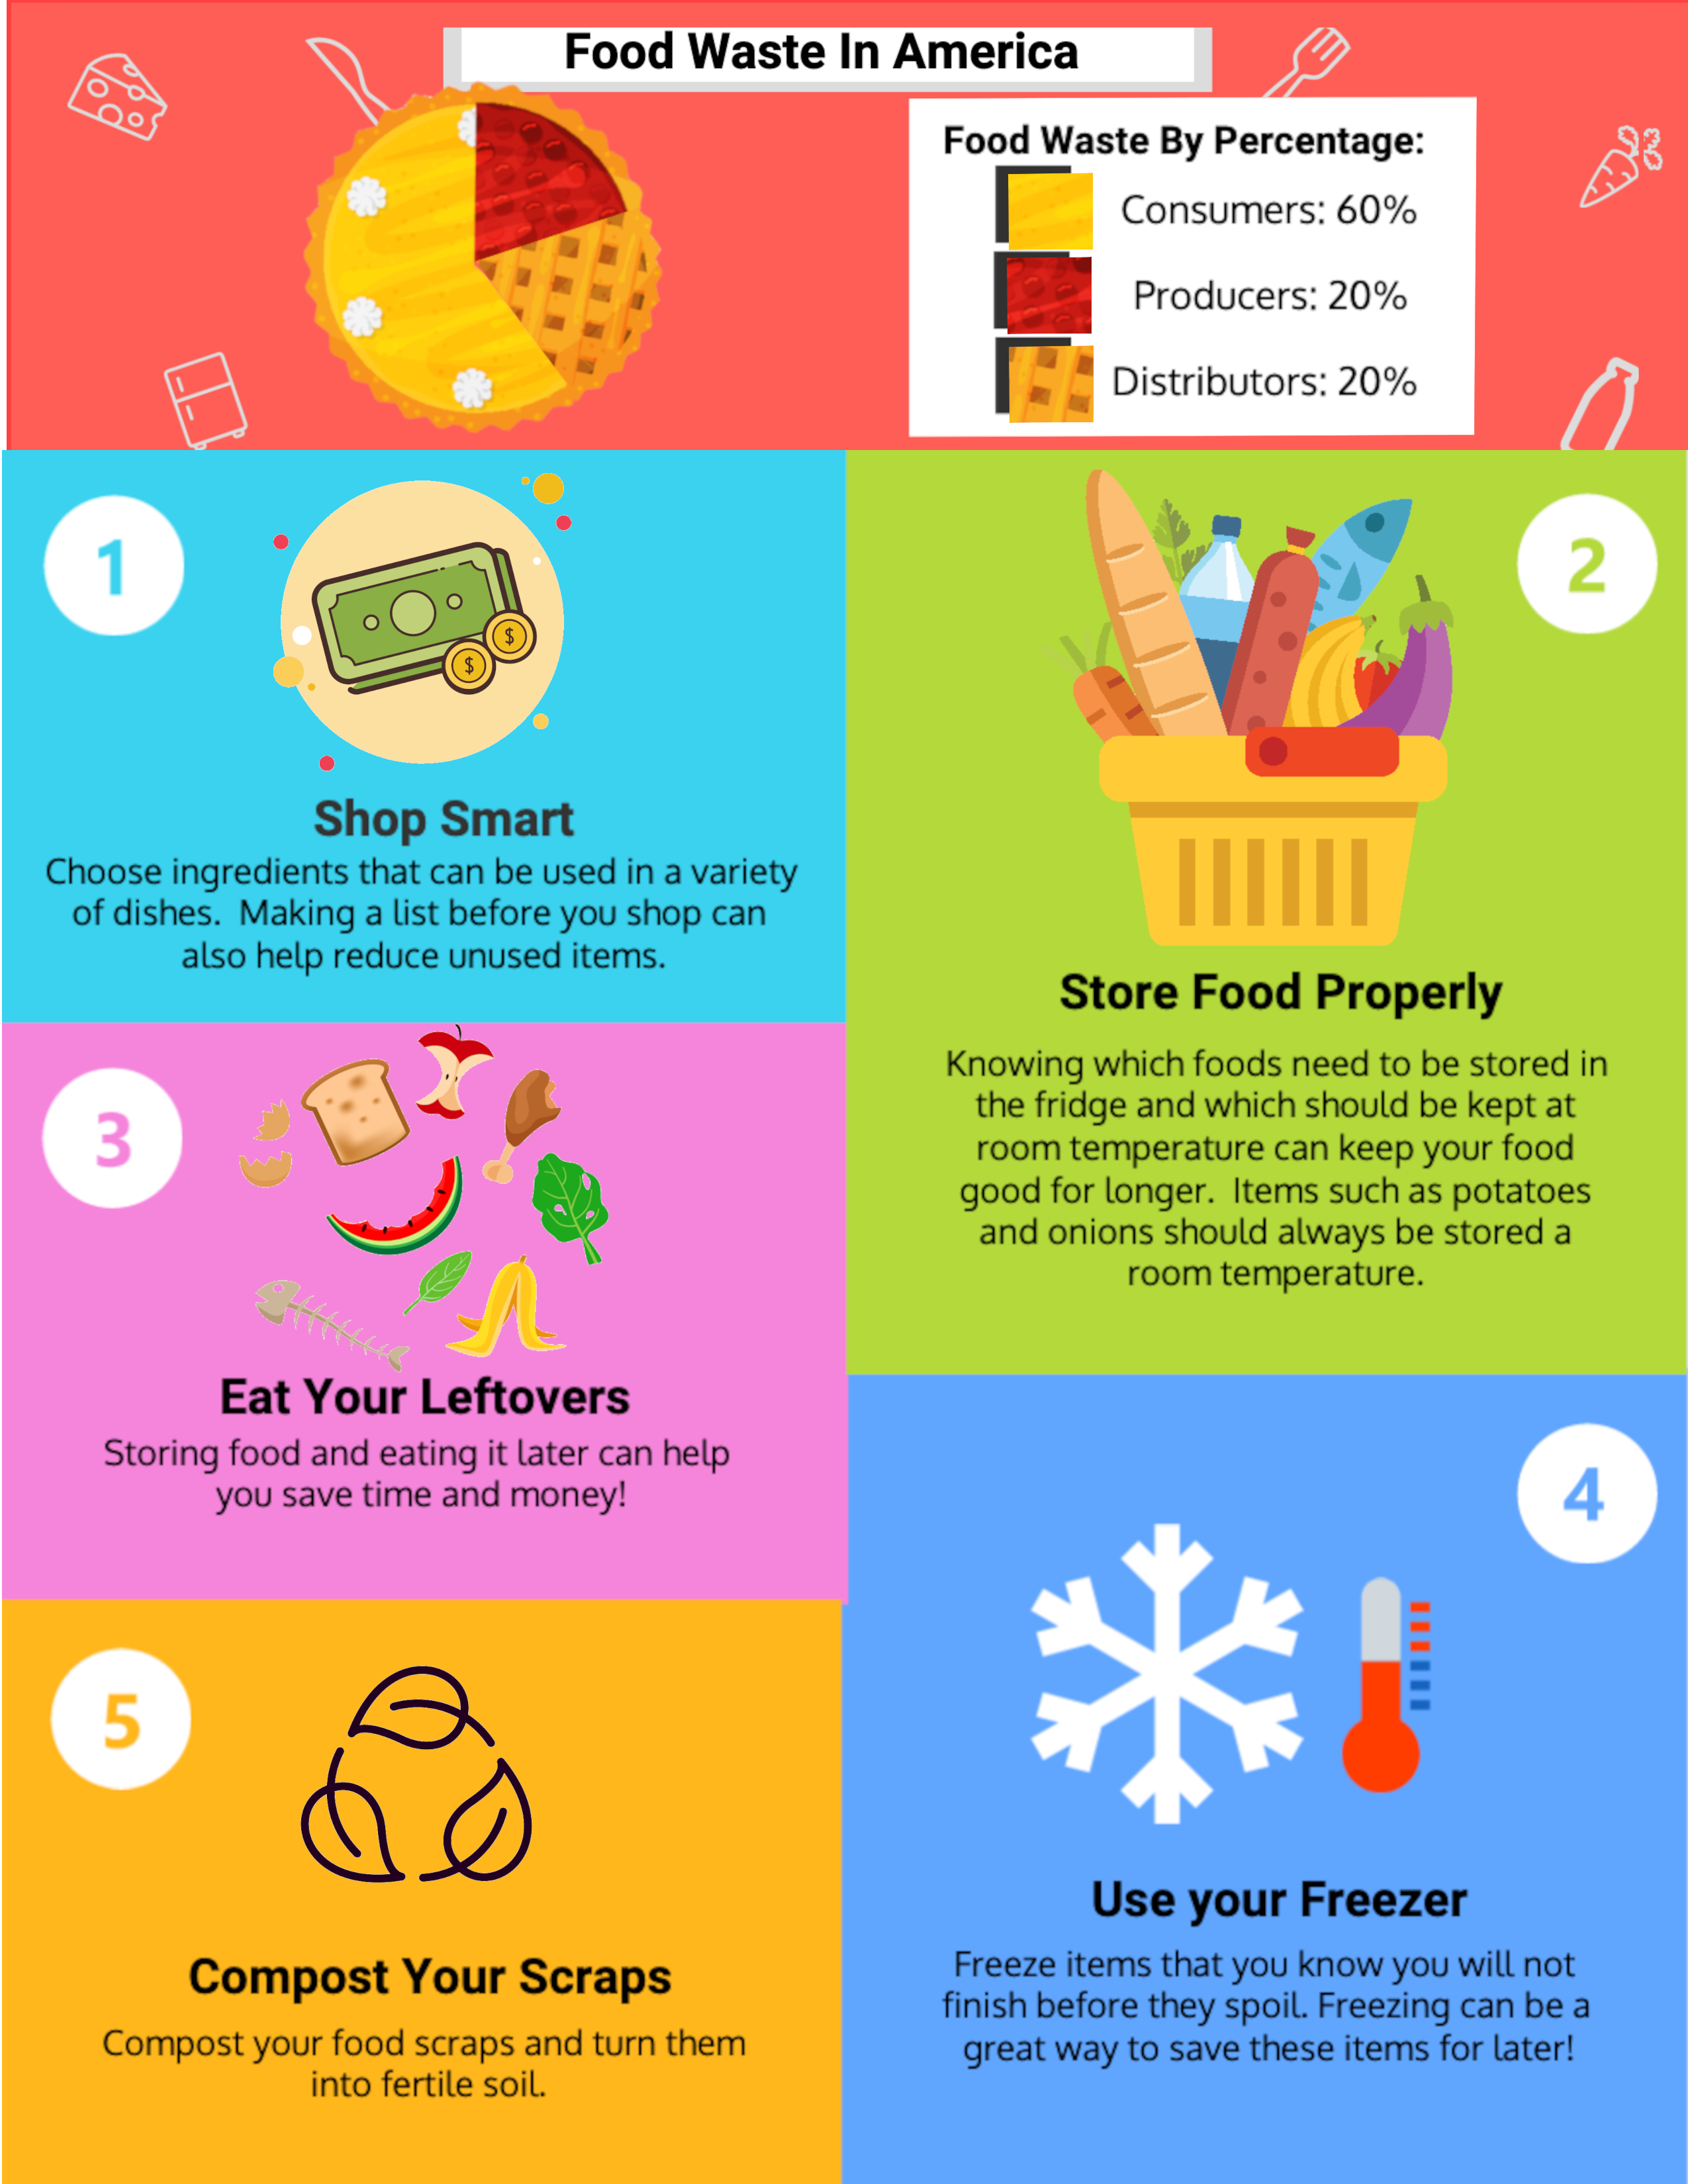 Food Waste In America
Food Waste By Percentage:
Consumers: 60%
Producers: 20%
Distributors: 20%
1
$
$
Shop Smart
Choose ingredients that can be used in a variety
of dishes.  Making a list before you shop can
also help reduce unused items.
2
Store Food Properly
Knowing which foods need to be stored in
the fridge and which should be kept at
room temperature can keep your food
good for longer.  Items such as potatoes
and onions should always be stored a
room temperature.
3
Eat Your Leftovers
Storing food and eating it later can help
you save time and money!
4
Use your Freezer
Freeze items that you know you will not
finish before they spoil. Freezing can be a
great way to save these items for later!
5
Compost Your Scraps
Compost your food scraps and turn them
into fertile soil.